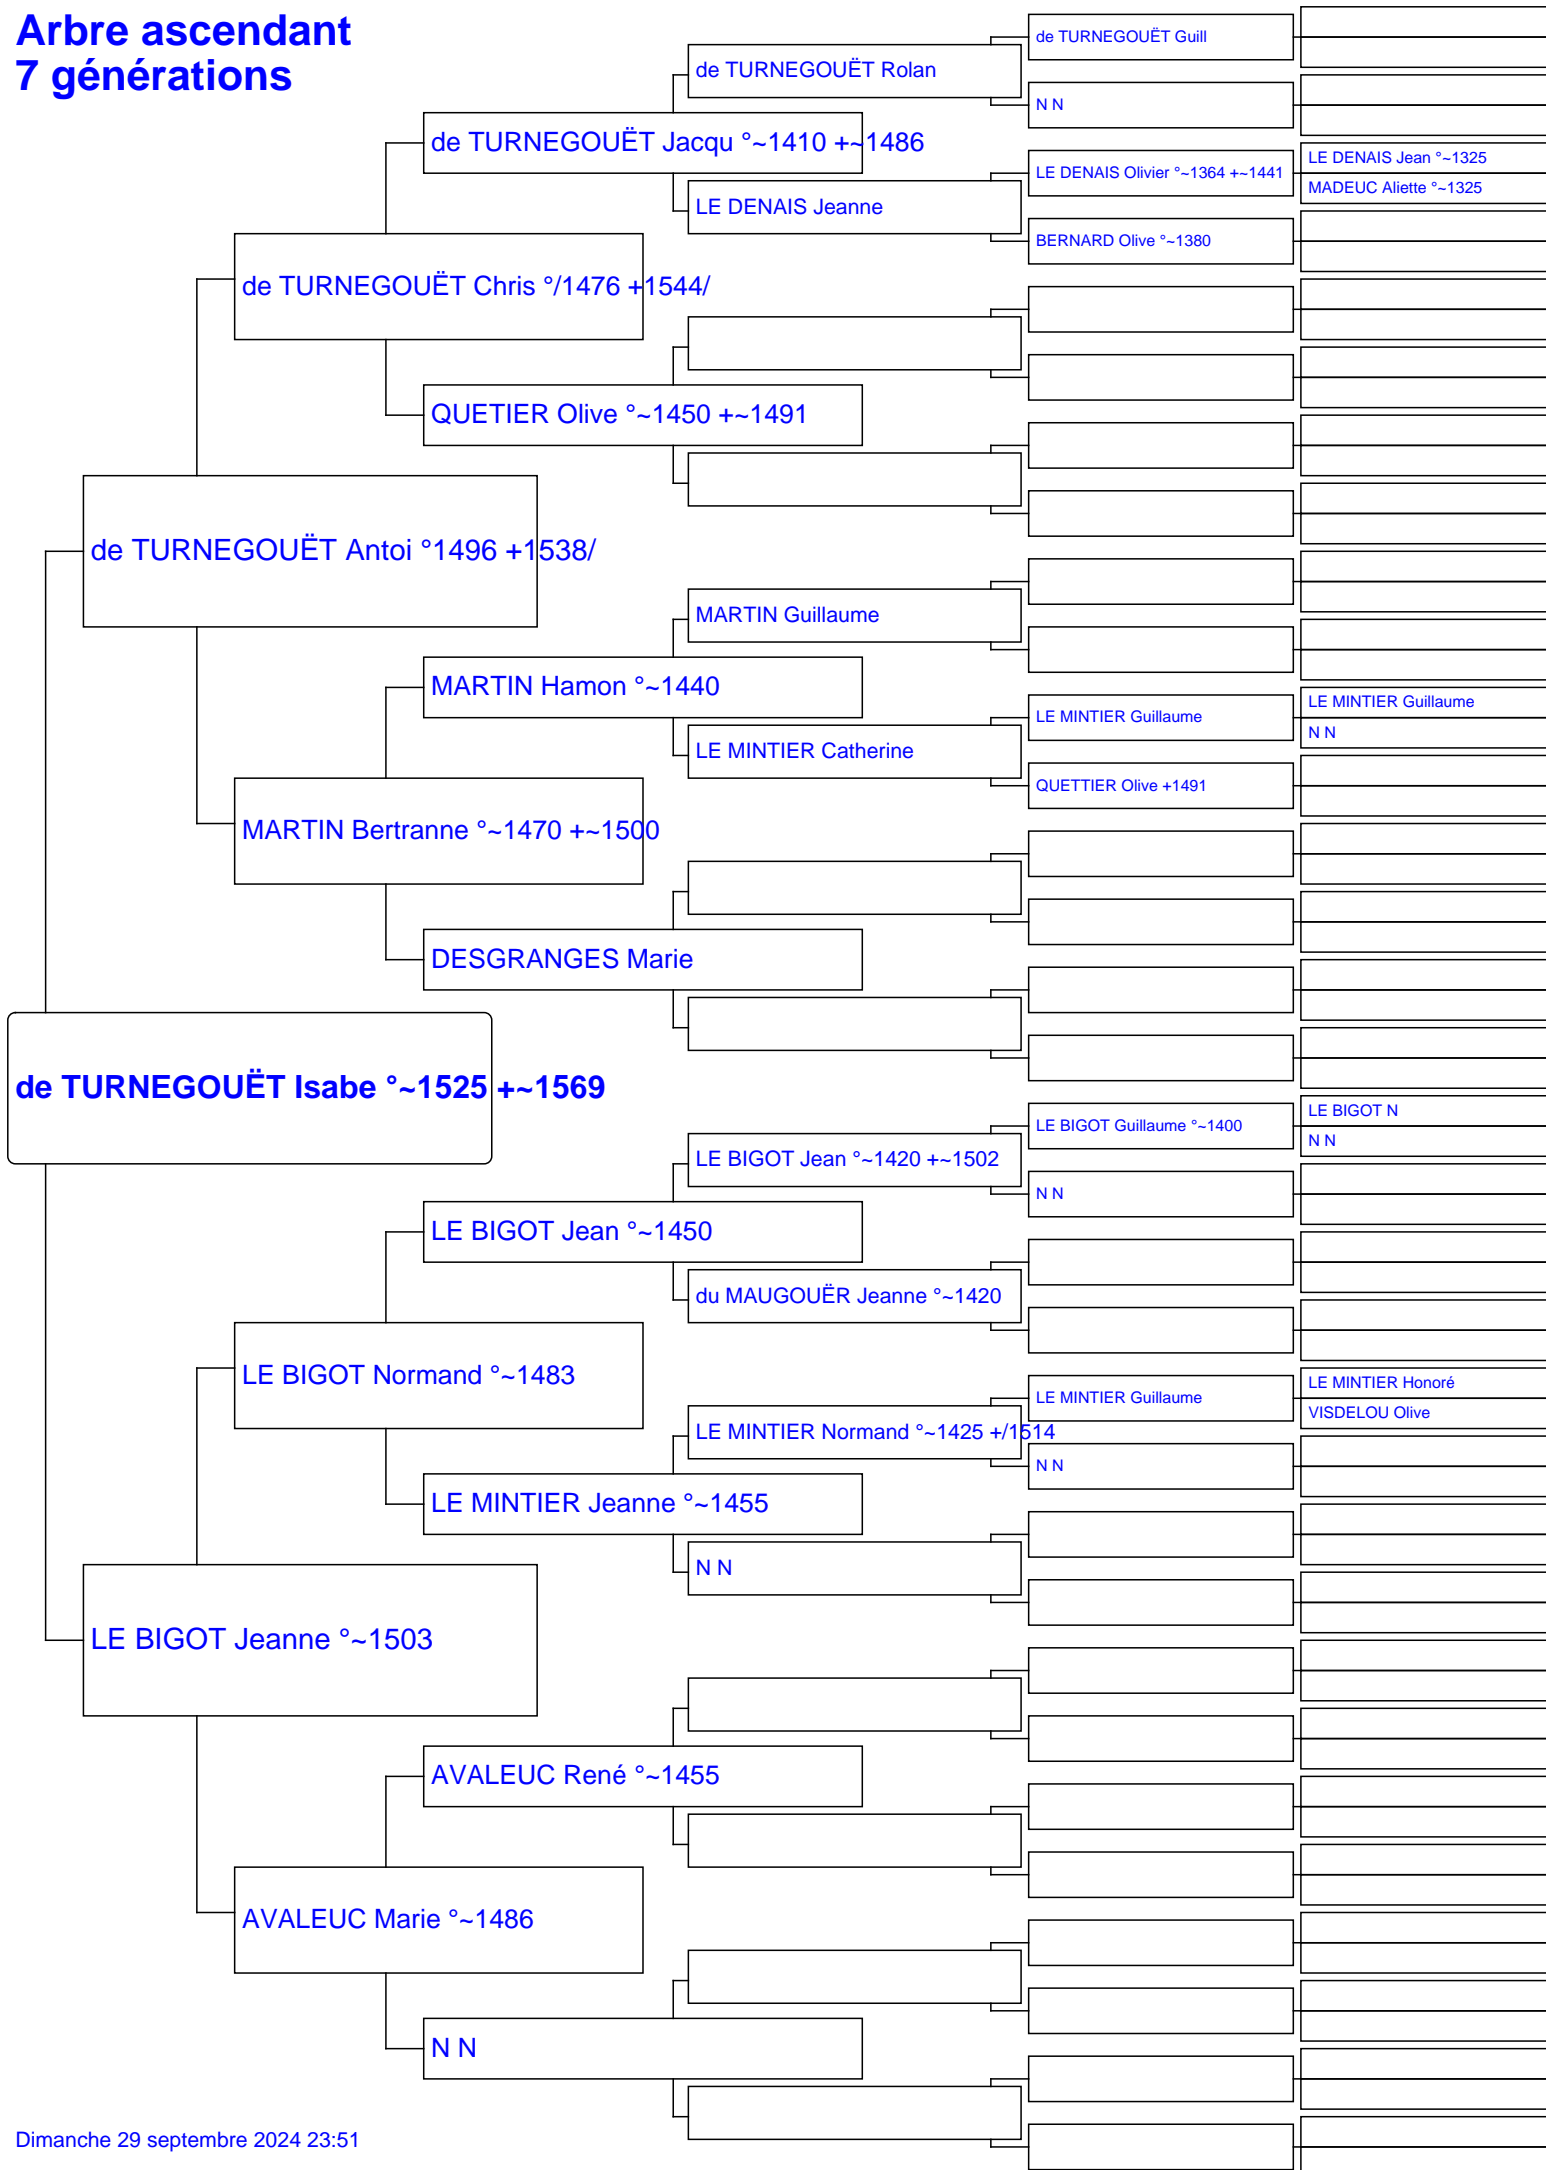 Arbre ascendant
7 générations
de TURNEGOUËT Guill
de TURNEGOUËT Rolan
N N
de TURNEGOUËT Jacqu °~1410 +~1486
LE DENAIS Jean °~1325
LE DENAIS Olivier °~1364 +~1441
MADEUC Aliette °~1325
LE DENAIS Jeanne
BERNARD Olive °~1380
de TURNEGOUËT Chris °/1476 +1544/
QUETIER Olive °~1450 +~1491
de TURNEGOUËT Antoi °1496 +1538/
MARTIN Guillaume
MARTIN Hamon °~1440
LE MINTIER Guillaume
LE MINTIER Guillaume
N N
LE MINTIER Catherine
QUETTIER Olive +1491
MARTIN Bertranne °~1470 +~1500
DESGRANGES Marie
de TURNEGOUËT Isabe °~1525 +~1569
LE BIGOT N
LE BIGOT Guillaume °~1400
N N
LE BIGOT Jean °~1420 +~1502
N N
LE BIGOT Jean °~1450
du MAUGOUËR Jeanne °~1420
LE BIGOT Normand °~1483
LE MINTIER Honoré
LE MINTIER Guillaume
VISDELOU Olive
LE MINTIER Normand °~1425 +/1514
N N
LE MINTIER Jeanne °~1455
N N
LE BIGOT Jeanne °~1503
AVALEUC René °~1455
AVALEUC Marie °~1486
N N
Dimanche 29 septembre 2024 23:51